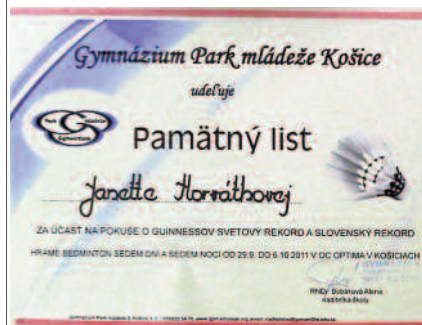 Gymnázium Park mládeže Košice
udeľuje
Pamätný list
Janette Horváthovej
ZA ÚČASŤ NA POKUSE O GUINNESSOV SVETOVÝ REKORD A SLOVENSKÝ REKORD
HRÁME BEDMINTON SEDEM DNÍ A SEDEM NOCÍ OD 29.9. DO 6.10.2011 V OC OPTIMA V KOŠICIACH
RNDr. Bobanová Alena
riaditeľka školy